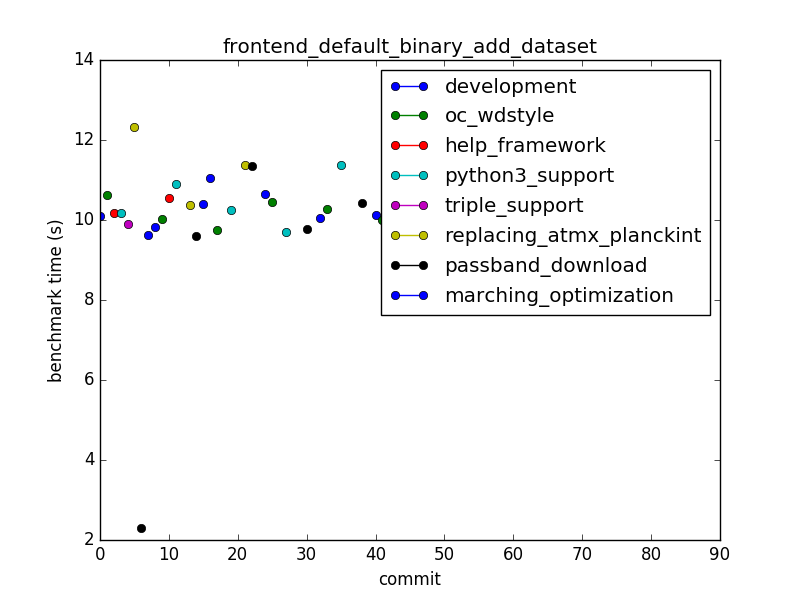 frontend_default_binary_add_dataset
14
12
10
8
6
4
2
benchmark time (s)
development
oc_wdstyle
help_framework
python3_support
triple_support
replacing_atmx_planckint
passband_download
marching_optimization
0 10 20 30 40 50 60 70 80 90
commit